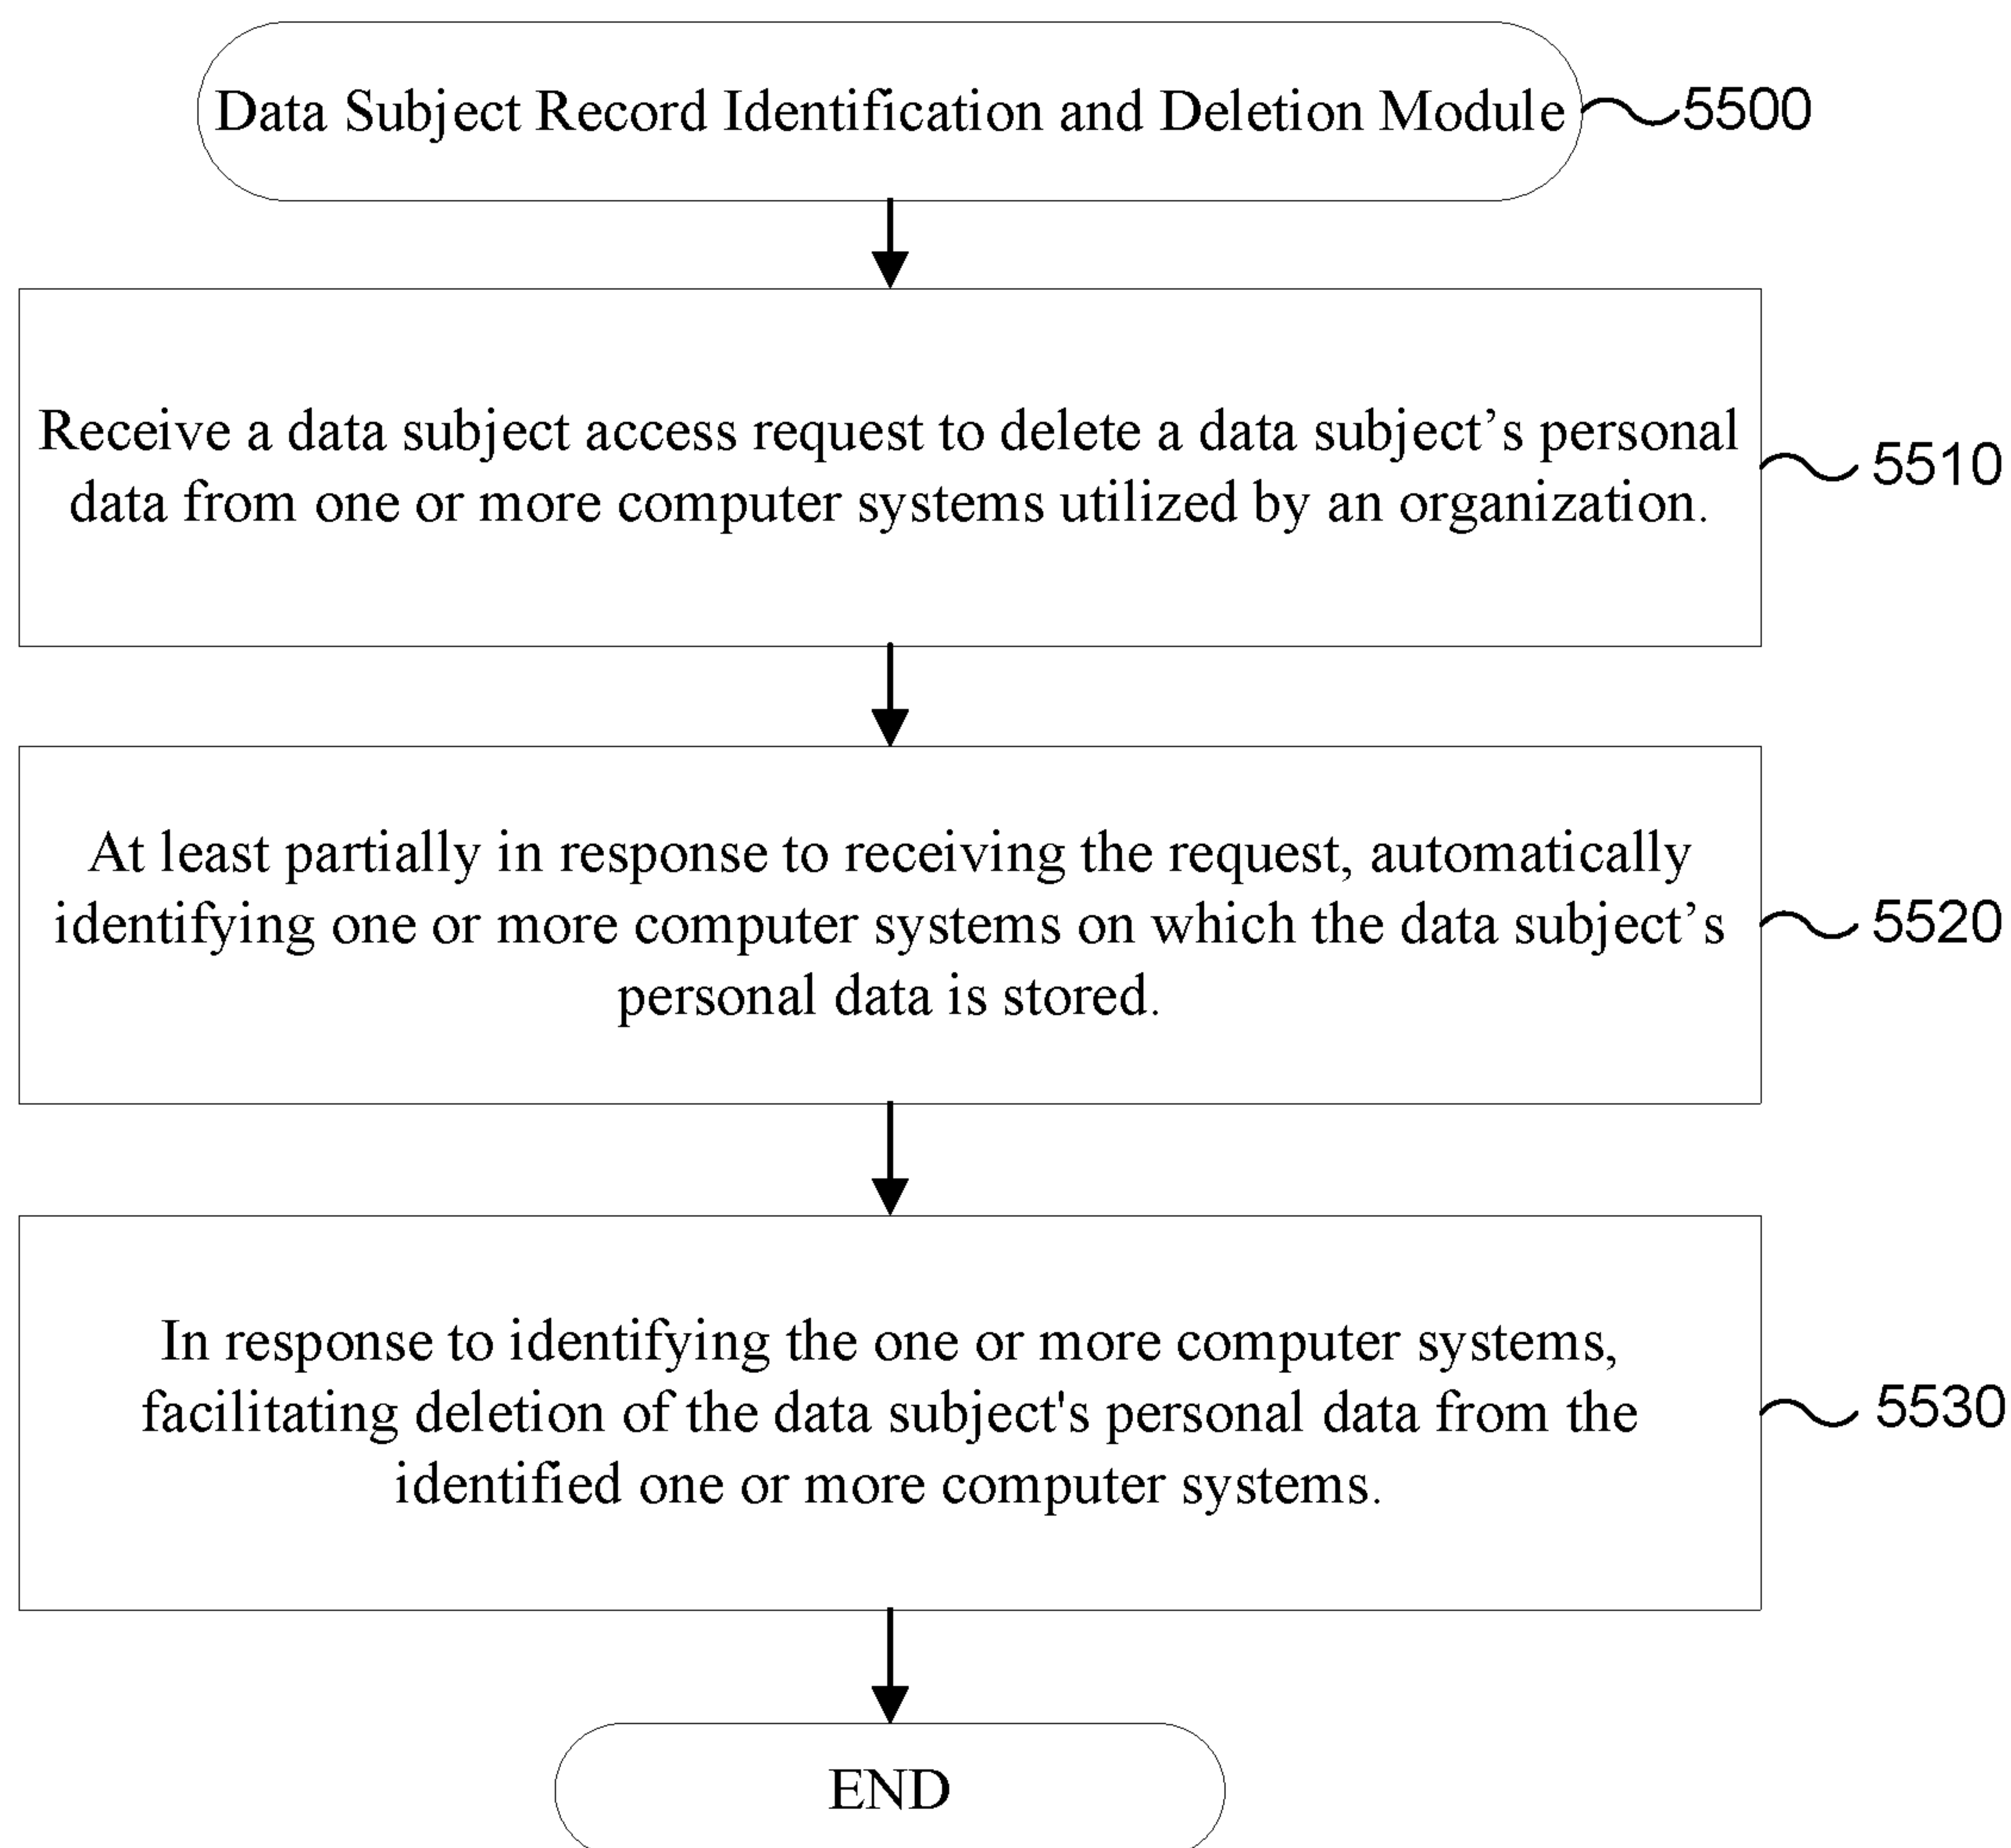 Data Subject Record Identification and Deletion Module
5500
Receive a data subject access request to delete a data subject’s personal
data from one or more computer systems utilized by an organization.
5510
At least partially in response to receiving the request, automatically
identifying one or more computer systems on which the data subject’s
personal data is stored.
5520
In response to identifying the one or more computer systems,
facilitating deletion of the data subject's personal data from the
identified one or more computer systems.
5530
END